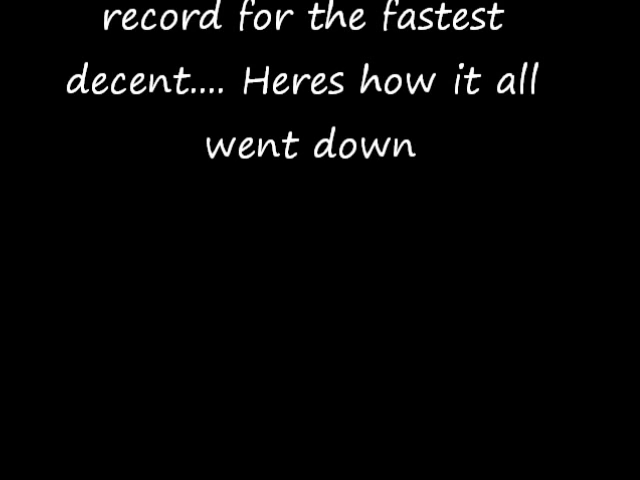 record for the fastest
decent.... Heres how it all
went down